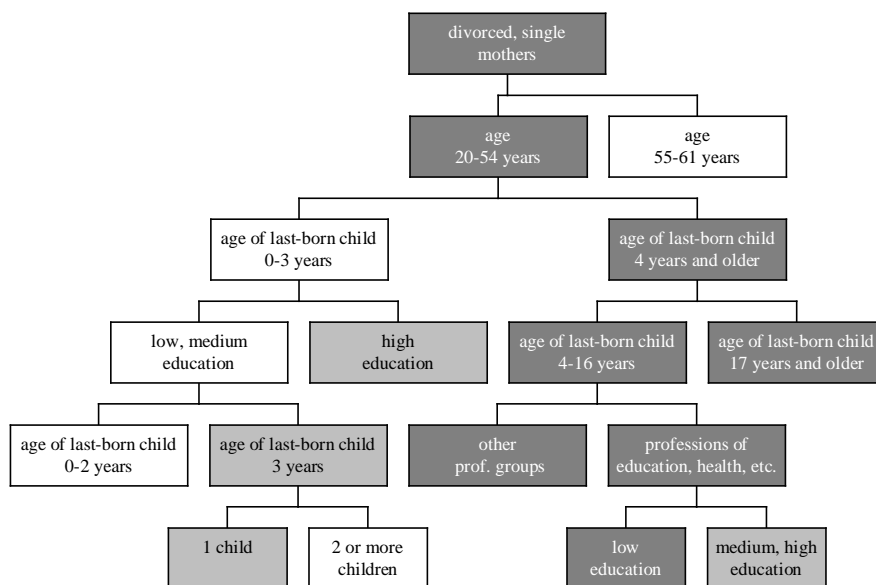 divorced, single
mothers
age
20-54 years
age
55-61 years
age of last-born child
0-3 years
age of last-born child
4 years and older
low, medium
education
high
education
age of last-born child
4-16 years
age of last-born child
17 years and older
age of last-born child
0-2 years
age of last-born child
3 years
other
prof. groups
professions of
education, health, etc.
1 child
2 or more
children
low
education
medium, high
education